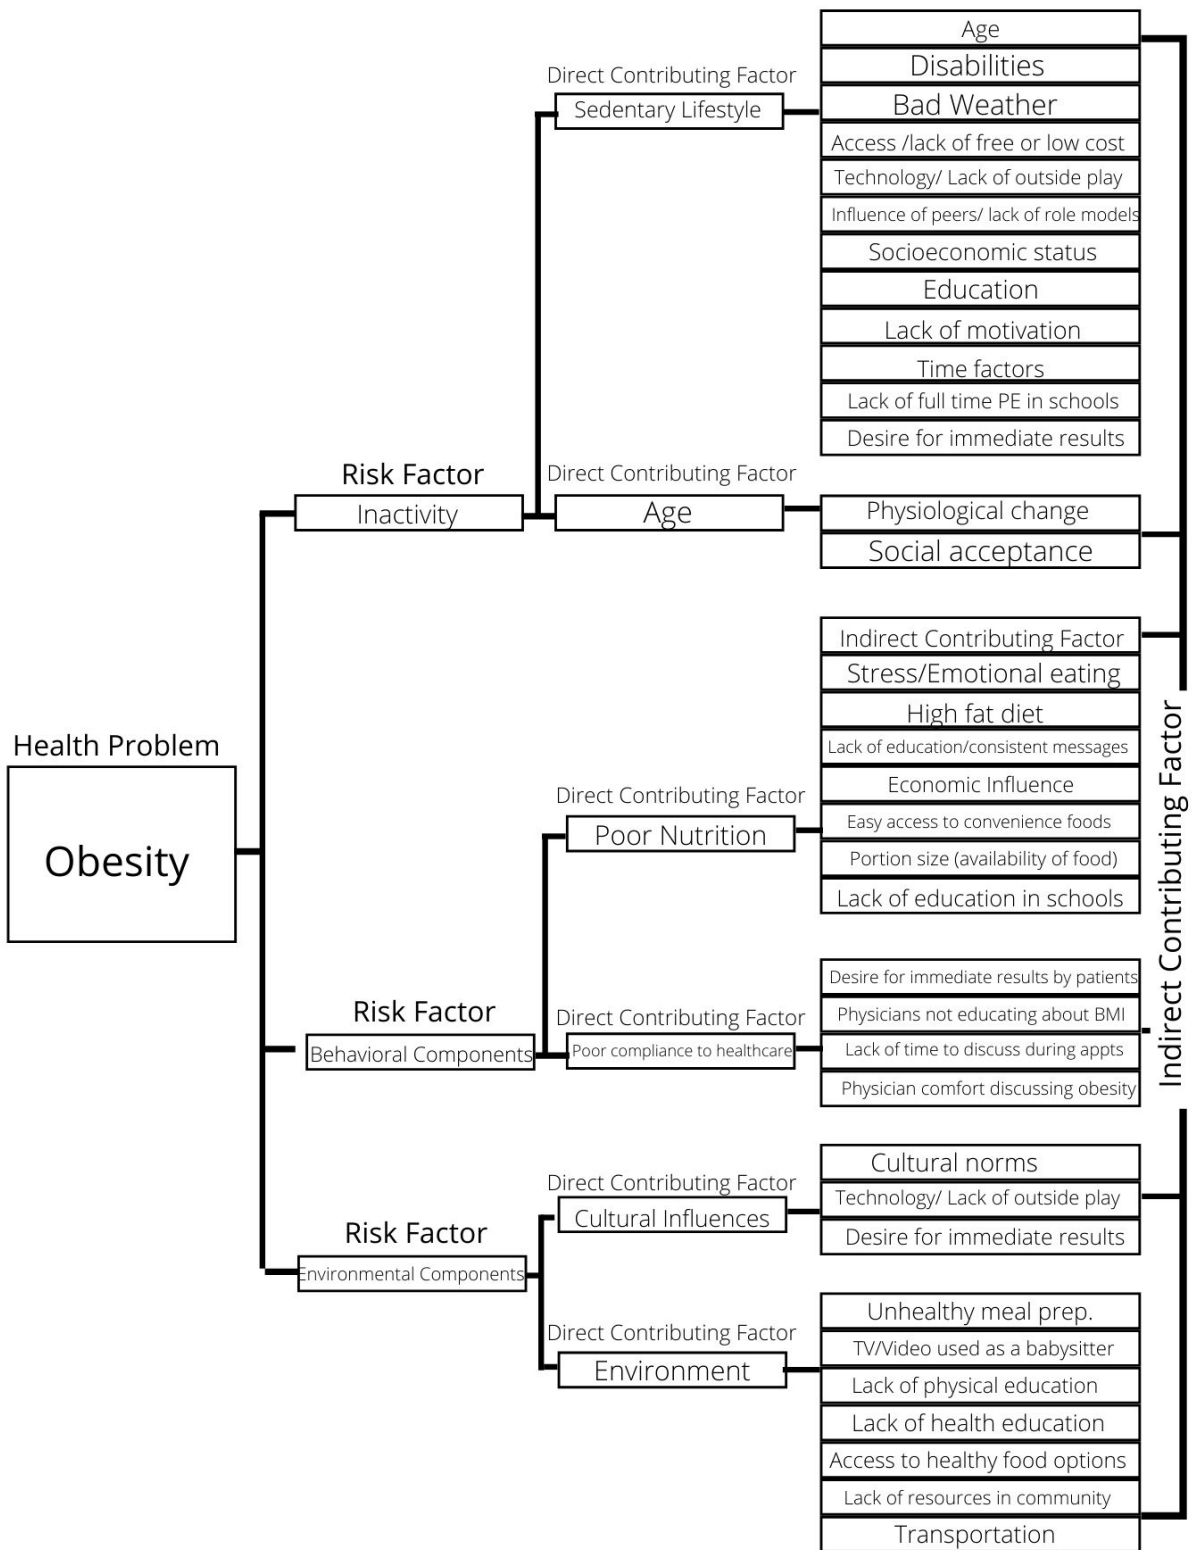 Health Problem
Obesity
Risk Factor
Inactivity
Direct Contributing Factor
Sedentary Lifestyle
Age
Disabilities
Bad Weather
Access /lack of free or low cost
Technology/ Lack of outside play
Influence of peers/ lack of role models
Socioeconomic status
Education
Lack of motivation
Time factors
Lack of full time PE in schools
Desire for immediate results
Direct Contributing Factor
Age
Physiological change
Social acceptance
Risk Factor
Behavioral Components
Direct Contributing Factor
Poor Nutrition
Indirect Contributing Factor
Stress/Emotional eating
High fat diet
Lack of education/consistent messages
Economic Influence
Easy access to convenience foods
Portion size (availability of food)
Lack of education in schools
Direct Contributing Factor
Poor compliance to healthcare
Desire for immediate results by patients
Physicians not educating about BMI
Lack of time to discuss during appts
Physician comfort discussing obesity
Risk Factor
Environmental Components
Direct Contributing Factor
Cultural Influences
Cultural norms
Technology/ Lack of outside play
Desire for immediate results
Direct Contributing Factor
Environment
Unhealthy meal prep.
TV/Video used as a babysitter
Lack of physical education
Lack of health education
Access to healthy food options
Lack of resources in community
Transportation
Indirect Contributing Factor